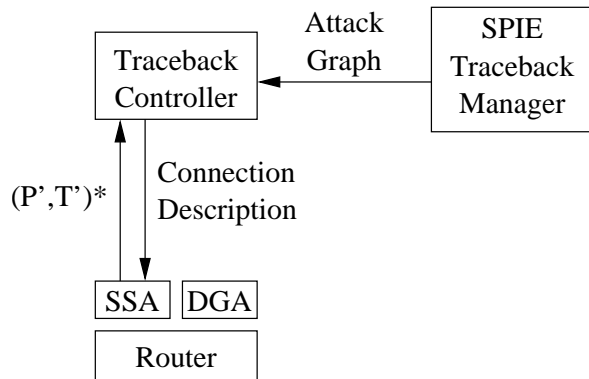 Attack
Graph
SPIE
Traceback
Manager
Traceback
Controller
(P’,T’)*
Connection
Description
SSA
DGA
Router